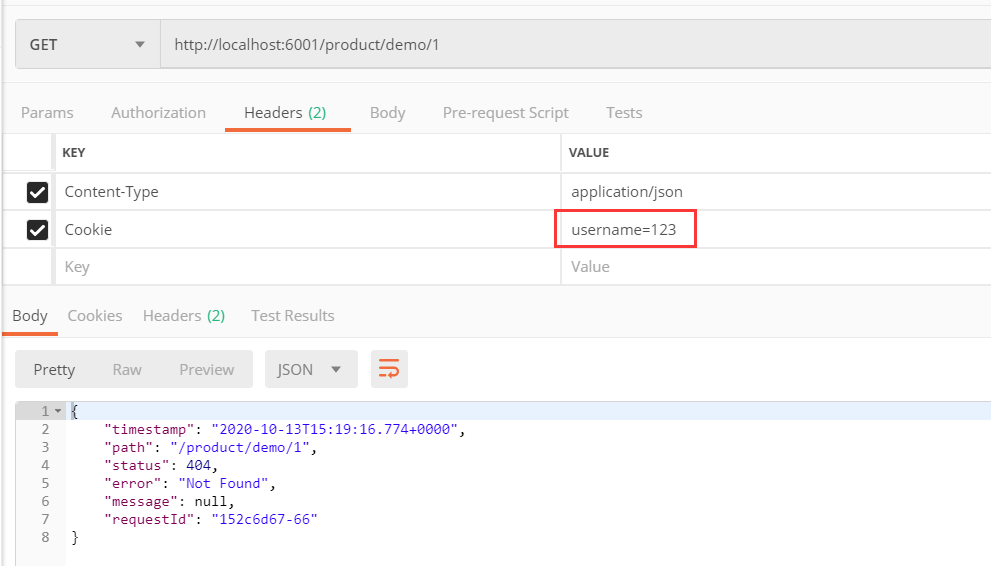 GET http://localhost:6001/product/demo/1
Params Authorization Headers (2) Body Pre-request Script Tests
KEY VALUE
Content-Type application/json
Cookie username=123
Key Value
Body Cookies Headers (2) Test Results
Pretty Raw Preview JSON
1 {
2 "timestamp": "2020-10-13T15:19:16.774+0000",
3 "path": "/product/demo/1",
4 "status": 404,
5 "error": "Not Found",
6 "message": null,
7 "requestId": "152c6d67-66"
8 }